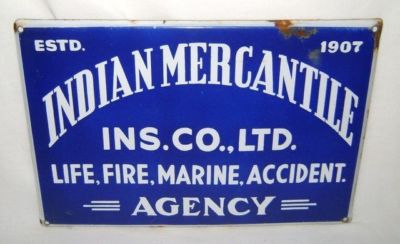 ESTD. 1907
INDIAN MERCANTILE
INS.CO.,LTD.
LIFE, FIRE, MARINE, ACCIDENT.
AGENCY